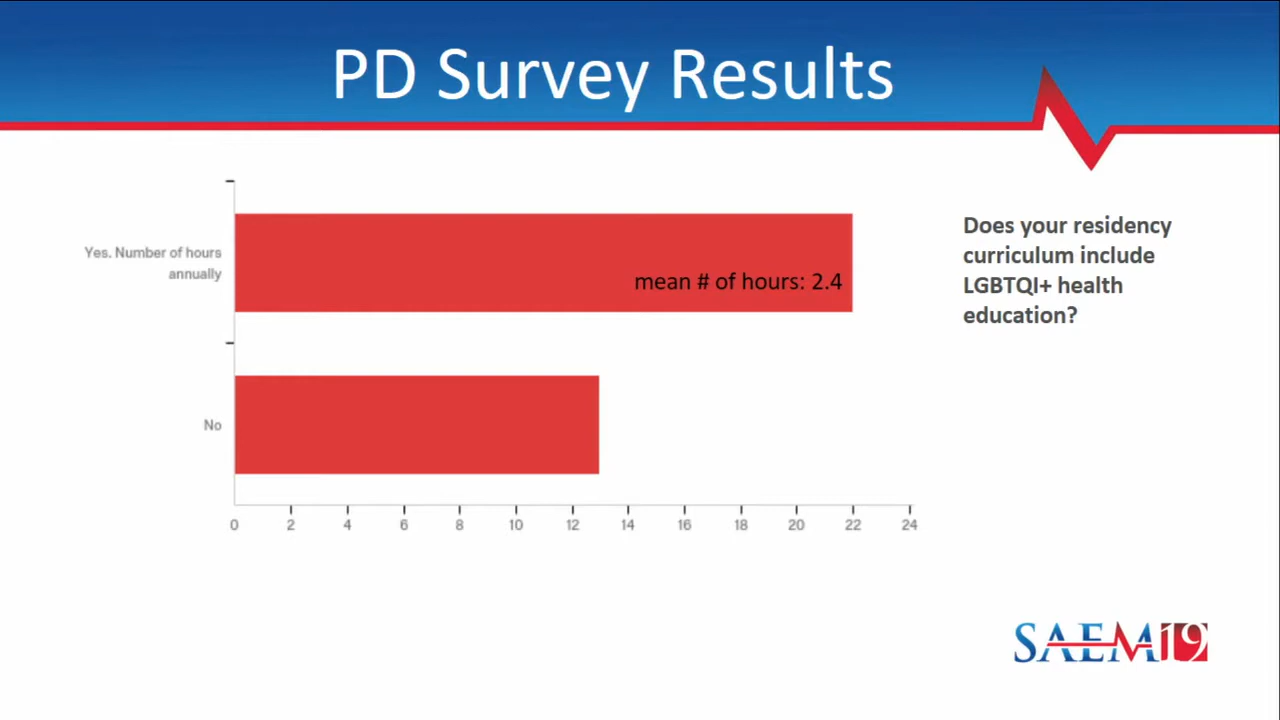 PD Survey Results
Yes. Number of hours
annually
mean # of hours: 2.4
No
0 2 4 6 8 10 12 14 16 18 20 22 24
Does your residency
curriculum include
LGBTQI+ health
education?
SAEM19